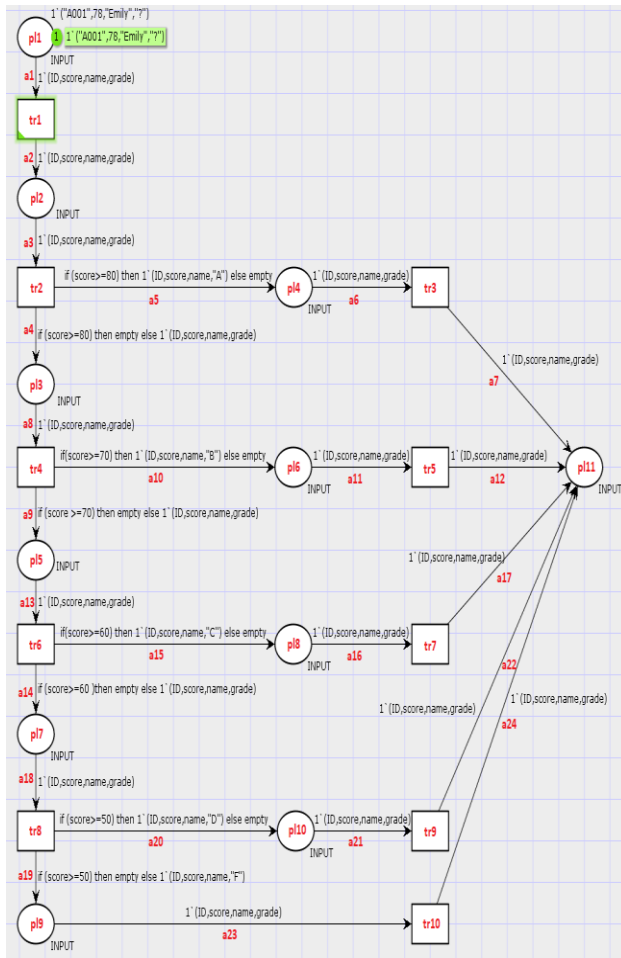 1`("A001",78,"Emily","?")
pl1
1
1`("A001",78,"Emily","?")
INPUT
a1
1`(ID,score,name,grade)
tr1
a2
1`(ID,score,name,grade)
pl2
INPUT
a3
1`(ID,score,name,grade)
tr2
if (score>=80) then 1`(ID,score,name,"A") else empty
a5
pl4
INPUT
1`(ID,score,name,grade)
a6
tr3
a4
if (score>=80) then empty else 1`(ID,score,name,grade)
1`(ID,score,name,grade)
a7
pl3
INPUT
a8
1`(ID,score,name,grade)
tr4
if(score>=70) then 1`(ID,score,name,"B") else empty
a10
pl6
INPUT
1`(ID,score,name,grade)
a11
tr5
1`(ID,score,name,grade)
a12
pl11
INPUT
a9
if (score >=70) then empty else 1`(ID,score,name,grade)
pl5
INPUT
1`(ID,score,name,grade)
a17
a13
1`(ID,score,name,grade)
tr6
if(score>=60) then 1`(ID,score,name,"C") else empty
a15
pl8
INPUT
1`(ID,score,name,grade)
a16
tr7
a22
a14
if (score>=60 )then empty else 1`(ID,score,name,grade)
1`(ID,score,name,grade)
1`(ID,score,name,grade)
a24
pl7
INPUT
a18
1`(ID,score,name,grade)
tr8
if (score>=50) then 1`(ID,score,name,"D") else empty
a20
pl10
INPUT
1`(ID,score,name,grade)
a21
tr9
a19
if (score>=50) then empty else 1`(ID,score,name,"F")
pl9
INPUT
1`(ID,score,name,grade)
a23
tr10